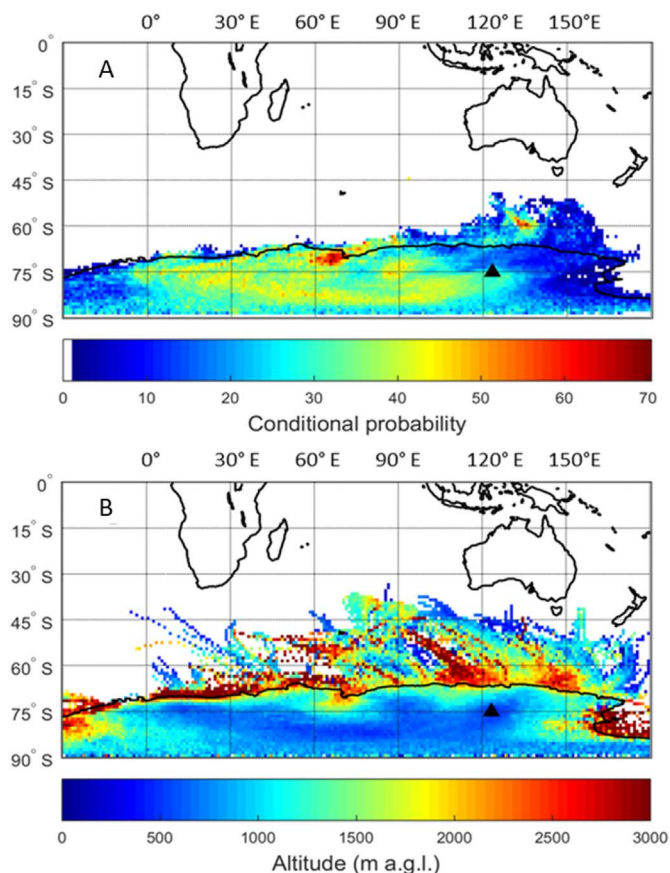 0° 30° E 60° E 90° E 120° E 150° E
A
0°
15° S
30° S
45° S
60° S
75° S
90° S
0 10 20 30 40 50 60 70
Conditional probability
0° 30° E 60° E 90° E 120° E 150° E
B
0°
15° S
30° S
45° S
60° S
75° S
90° S
0 500 1000 1500 2000 2500 3000
Altitude (m a.g.l.)